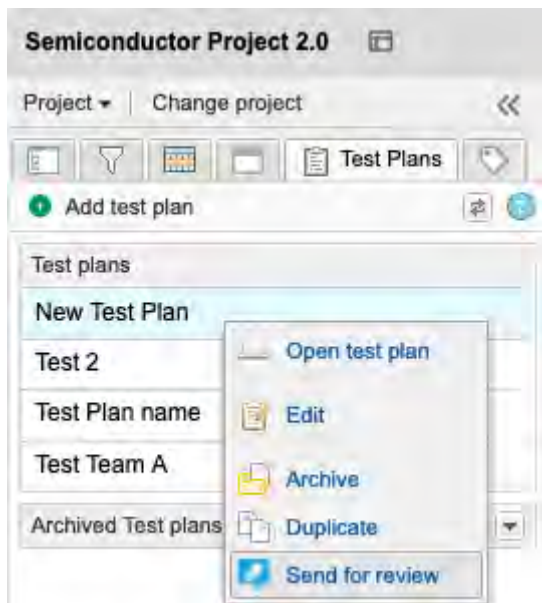 Semiconductor Project 2.0
Project | Change project
Test Plans
Add test plan
Test plans
New Test Plan
Open test plan
Test 2
Edit
Test Plan name
Test Team A
Archive
Archived Test plans
Duplicate
Send for review